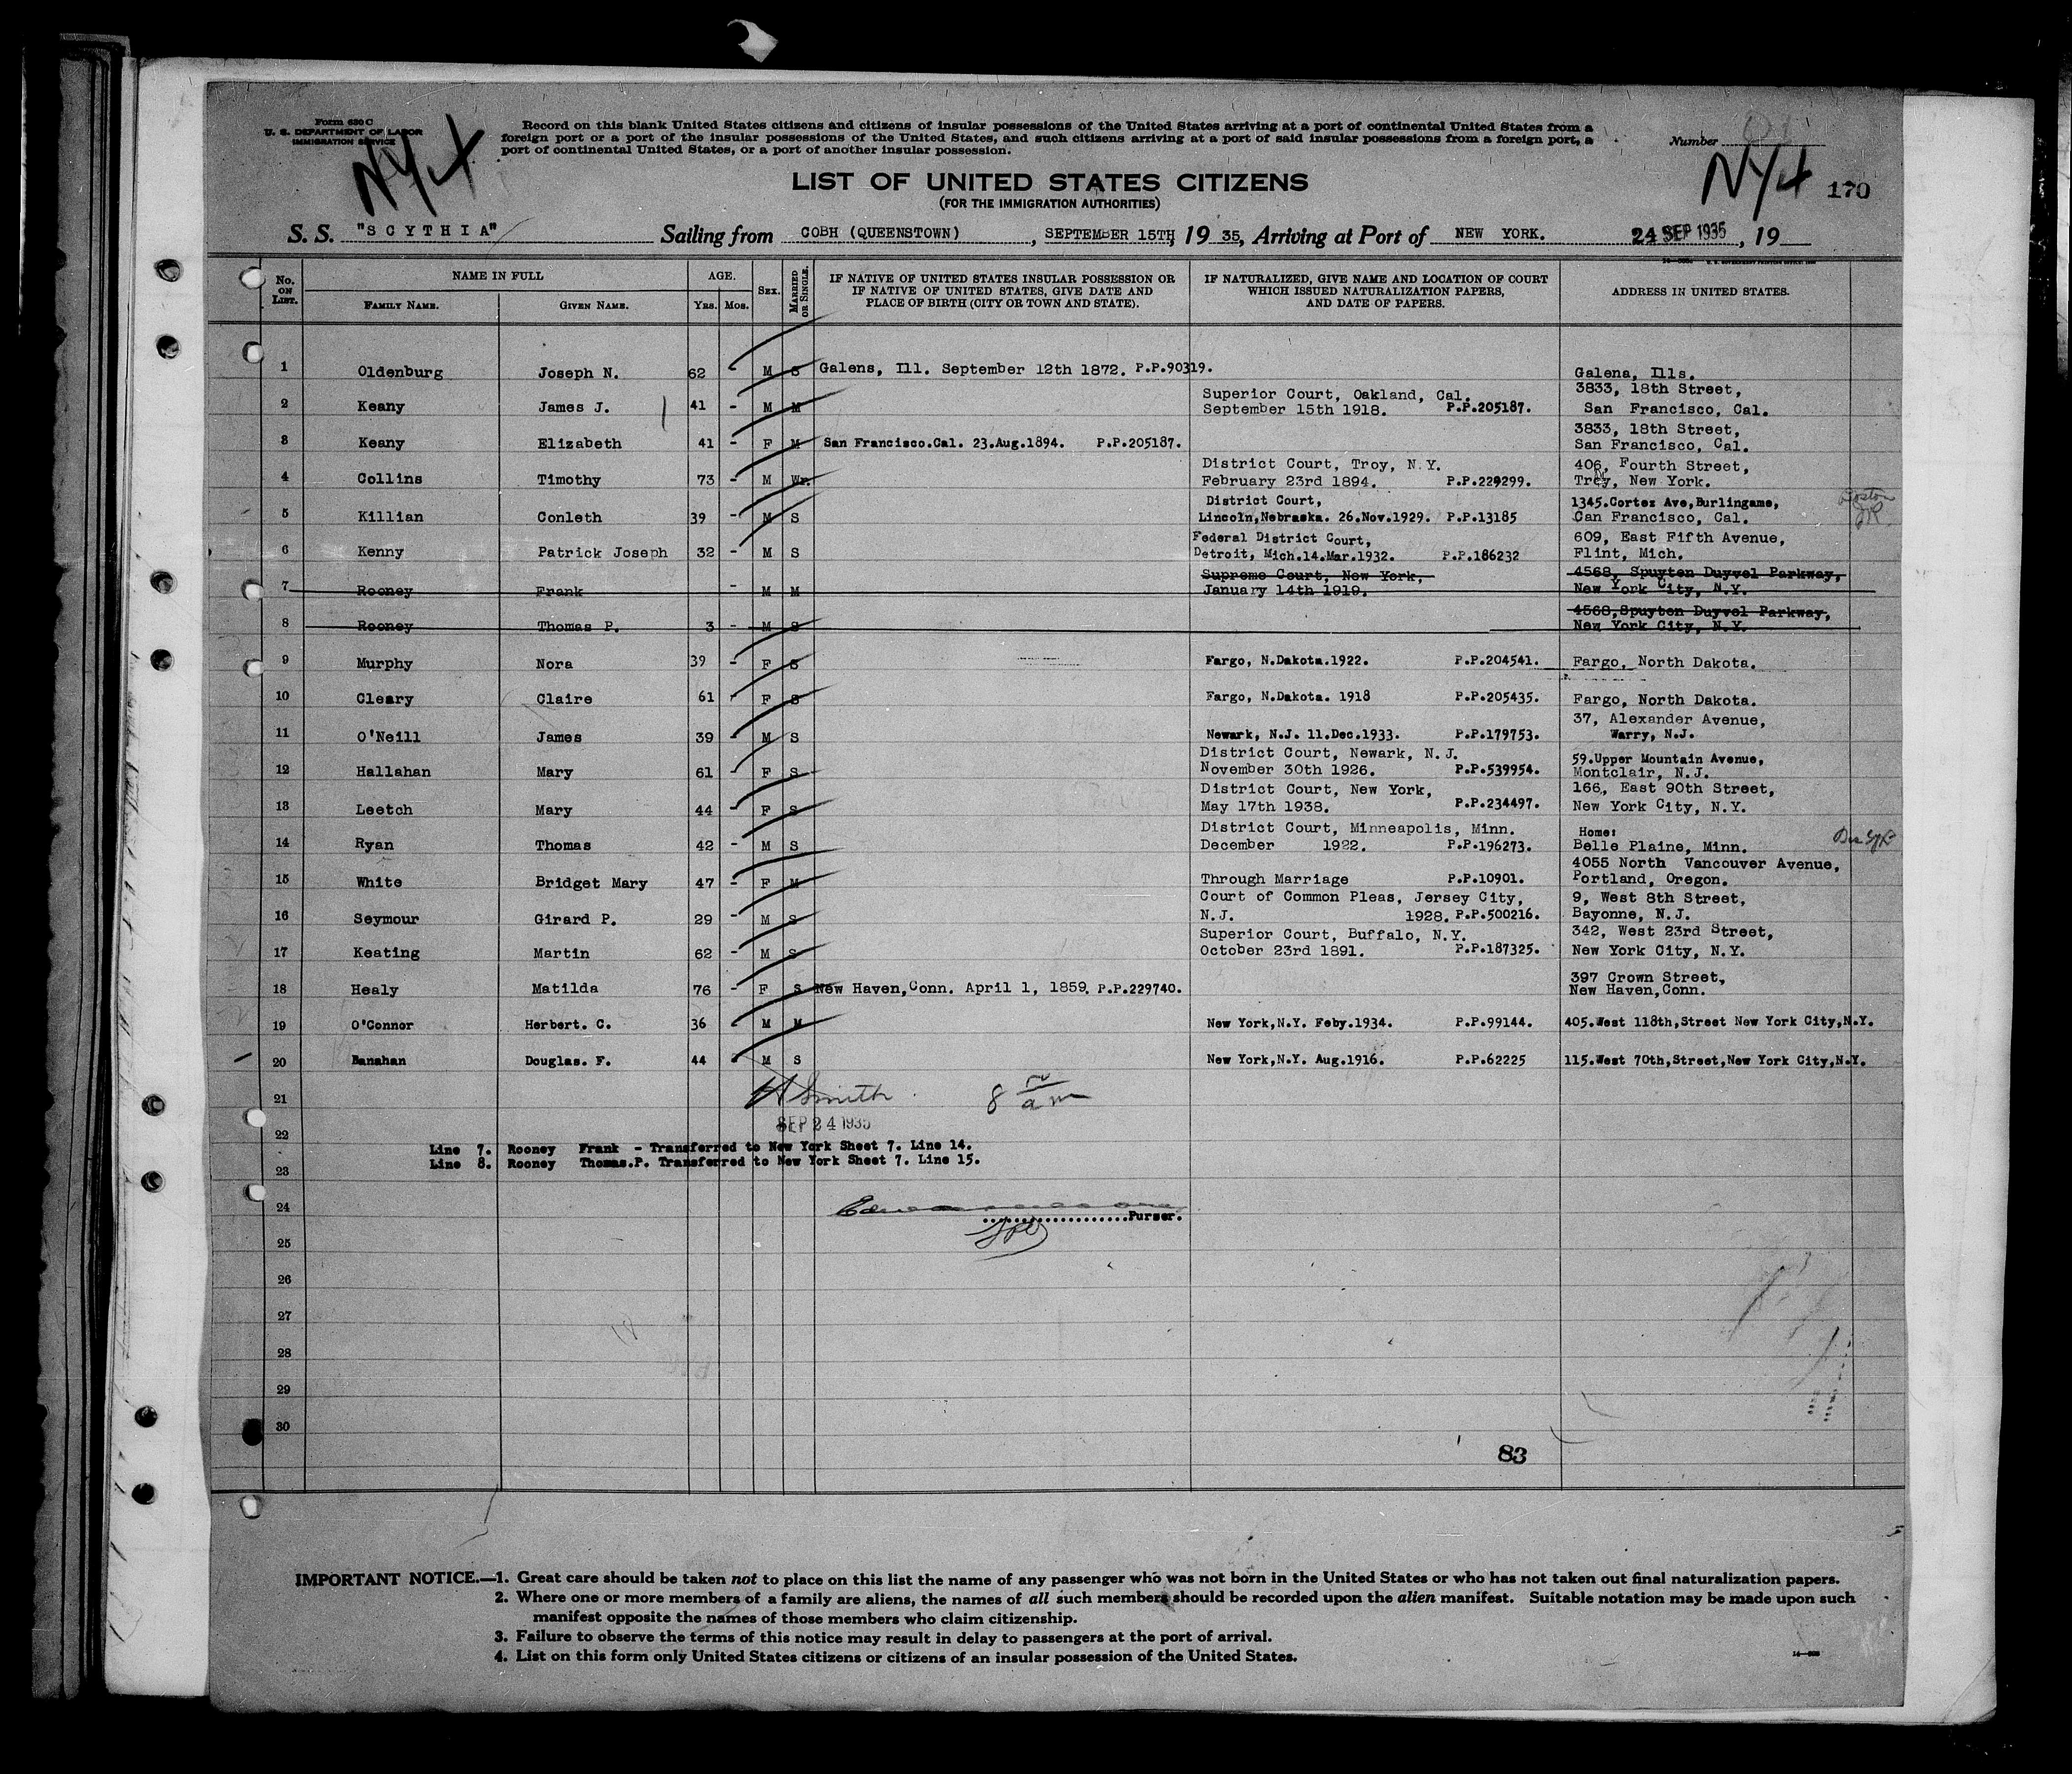 Form 630 C
U. S. DEPARTMENT OF LABOR
IMMIGRATION SERVICE
Record on this blank United States citizens and citizens of insular possessions of the United States arriving at a port of continental United States from a
foreign port or a port of the insular possessions of the United States, and such citizens arriving at a port of said insular possessions from a foreign port, a
port of continental United States, or a port of another insular possession.
Number
NY4
NY4 170
LIST OF UNITED STATES CITIZENS
(FOR THE IMMIGRATION AUTHORITIES)
S. S. "SCYTHIA" Sailing from COBH (QUEENSTOWN), SEPTEMBER 15TH, 19 35, Arriving at Port of NEW YORK. 24 SEP 1935, 19
No. ON LIST. NAME IN FULL FAMILY NAME. GIVEN NAME. AGE. Yrs. Mos. SEX. MARRIED OR SINGLE. IF NATIVE OF UNITED STATES INSULAR POSSESSION OR IF NATIVE OF UNITED STATES, GIVE DATE AND PLACE OF BIRTH (CITY OR TOWN AND STATE). IF NATURALIZED, GIVE NAME AND LOCATION OF COURT WHICH ISSUED NATURALIZATION PAPERS, AND DATE OF PAPERS. ADDRESS IN UNITED STATES.
1 Oldenburg Joseph N. 62 - M S Galens, Ill. September 12th 1872. P.P.90319. Galena, Ills.
2 Keany James J. 41 - M M Superior Court, Oakland, Cal. September 15th 1918. P.P.205187. 3833, 18th Street, San Francisco, Cal.
3 Keany Elizabeth 41 - F M San Francisco.Cal. 23.Aug.1894. P.P.205187. 3833, 18th Street, San Francisco, Cal.
4 Collins Timothy 73 - M Wr. District Court, Troy, N.Y. February 23rd 1894. P.P.229299. 406, Fourth Street, Troy, New York.
5 Killian Conleth 39 - M S District Court, Lincoln,Nebraska. 26.Nov.1929. P.P.13185 1345.Cortez Ave,Burlingame, Can Francisco, Cal. Boston
6 Kenny Patrick Joseph 32 - M S Federal District Court, Detroit, Mich.14.Mar.1932. P.P.186232 609, East Fifth Avenue, Flint, Mich.
7 Rooney Frank - M M Supreme Court, New York, January 14th 1919. 4568, Spuyten Duyvel Parkway, New York City, N.Y.
8 Rooney Thomas P. 3 - M S 4568,Spuyten Duyvel Parkway, New York City, N.Y.
9 Murphy Nora 39 - F S Fargo, N.Dakota.1922. P.P.204541. Fargo, North Dakota.
10 Cleary Claire 61 - F S Fargo, N.Dakota. 1918 P.P.205435. Fargo, North Dakota.
11 O'Neill James 39 - M S Newark, N.J. 11.Dec.1933. P.P.179753. 37, Alexander Avenue, Warry, N.J.
12 Hallahan Mary 61 - F S District Court, Newark, N.J. November 30th 1926. P.P.539954. 59.Upper Mountain Avenue, Montclair, N.J.
13 Leetch Mary 44 - F S District Court, New York, May 17th 1938. P.P.234497. 166, East 90th Street, New York City, N.Y.
14 Ryan Thomas 42 - M S District Court, Minneapolis, Minn. December 1922. P.P.196273. Home: Belle Plaine, Minn.
15 White Bridget Mary 47 - F M Through Marriage P.P.10901. 4055 North Vancouver Avenue, Portland, Oregon.
16 Seymour Girard P. 29 - M S Court of Common Pleas, Jersey City, N.J. 1928. P.P.500216. 9, West 8th Street, Bayonne, N.J.
17 Keating Martin 62 - M S Superior Court, Buffalo, N.Y. October 23rd 1891. P.P.187325. 342, West 23rd Street, New York City, N.Y.
18 Healy Matilda 76 - F S New Haven,Conn. April 1, 1859. P.P.229740. 397 Crown Street, New Haven,Conn.
19 O'Connor Herbert. C. 36 - M M New York,N.Y. Feby.1934. P.P.99144. 405.West 118th,Street New York City,N.Y.
20 Banahan Douglas. F. 44 - M S New York,N.Y. Aug.1916. P.P.62225 115.West 70th,Street,New York City,N.Y.
21 H Smith 8 am
22 SEP 24 1935
Line 7. Rooney Frank - Transferred to New York Sheet 7. Line 14.
23 Line 8. Rooney Thomas.P. Transferred to New York Sheet 7. Line 15.
24 Purser.
25
26
27
28
29
30
83
IMPORTANT NOTICE.—1. Great care should be taken not to place on this list the name of any passenger who was not born in the United States or who has not taken out final naturalization papers.
2. Where one or more members of a family are aliens, the names of all such members should be recorded upon the alien manifest. Suitable notation may be made upon such
manifest opposite the names of those members who claim citizenship.
3. Failure to observe the terms of this notice may result in delay to passengers at the port of arrival.
4. List on this form only United States citizens or citizens of an insular possession of the United States.